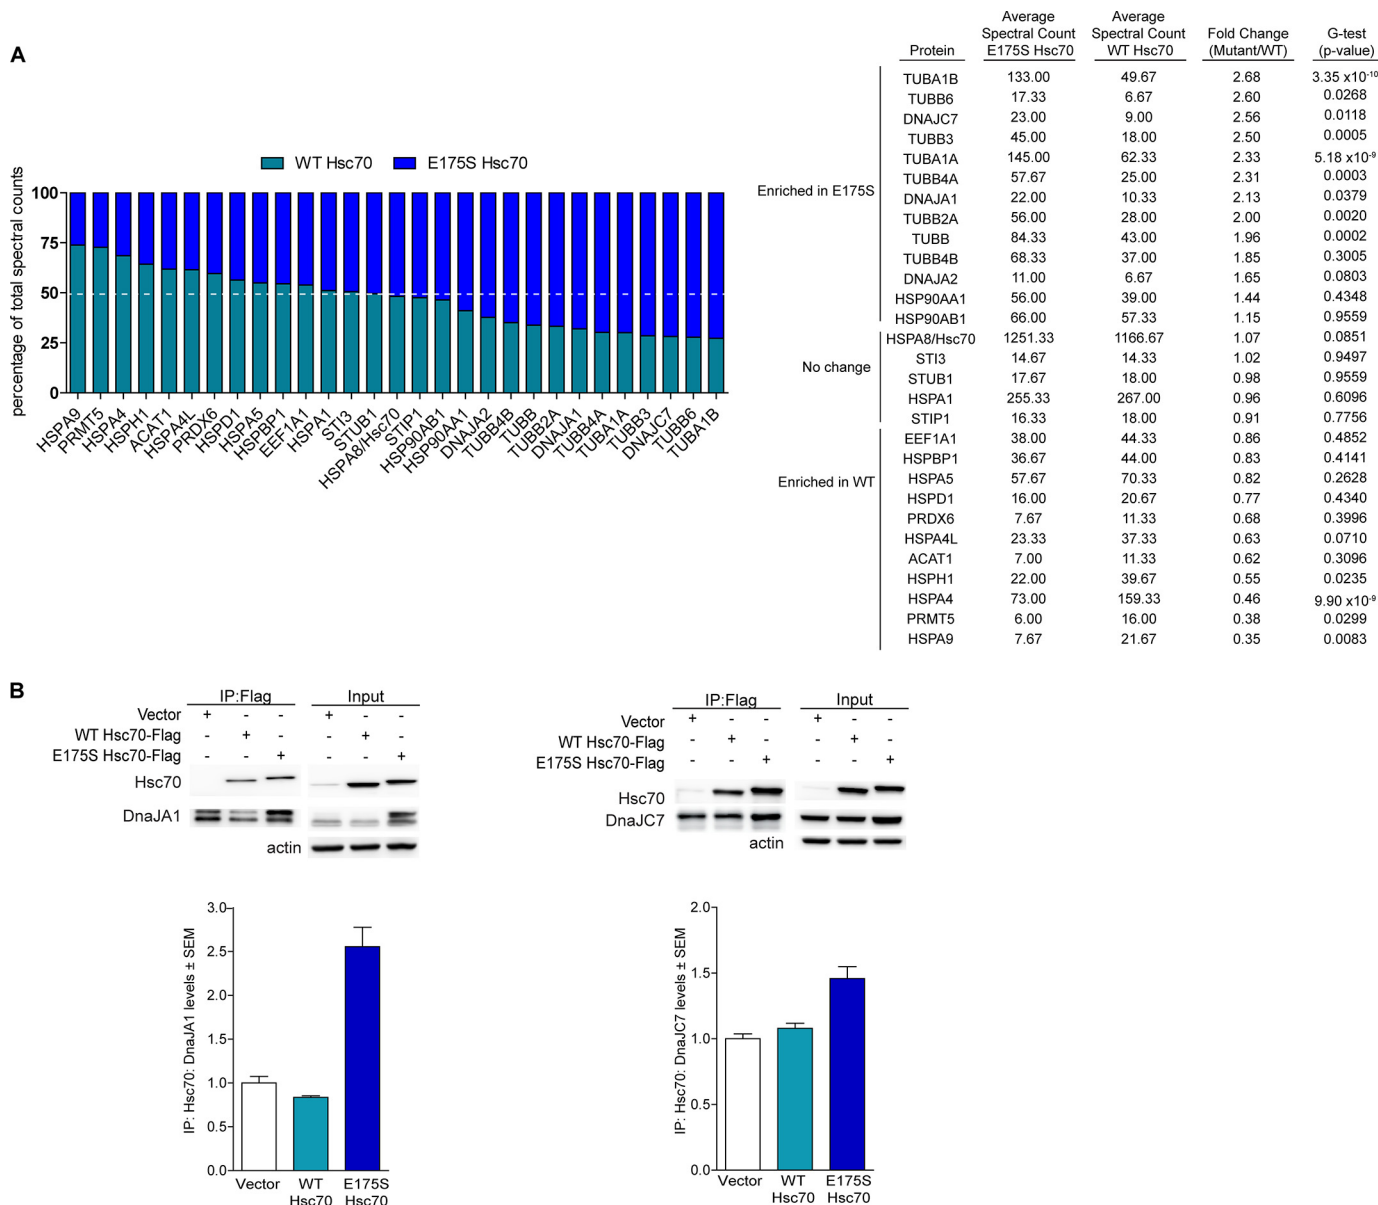 A
WT Hsc70 E175S Hsc70
percentage of total spectral counts
100
75
50
25
0
HSPA9 PRMT5 HSPA4 HSPH1 ACAT1 HSPA4L PRDX6 HSPD1 HSPA5 HSPBP1 EEF1A1 HSPA1 STI3 STUB1 HSPA8/Hsc70 STIP1 HSP90AB1 HSP90AA1 DNAJA2 TUBB4B TUBB TUBB2A DNAJA1 TUBB4A TUBA1A TUBB3 DNAJC7 TUBB6 TUBA1B
Average Average
Spectral Count Spectral Count Fold Change G-test
Protein E175S Hsc70 WT Hsc70 (Mutant/WT) (p-value)
TUBA1B 133.00 49.67 2.68 3.35 x10-10
TUBB6 17.33 6.67 2.60 0.0268
DNAJC7 23.00 9.00 2.56 0.0118
TUBB3 45.00 18.00 2.50 0.0005
TUBA1A 145.00 62.33 2.33 5.18 x10-9
TUBB4A 57.67 25.00 2.31 0.0003
Enriched in E175S
DNAJA1 22.00 10.33 2.13 0.0379
TUBB2A 56.00 28.00 2.00 0.0020
TUBB 84.33 43.00 1.96 0.0002
TUBB4B 68.33 37.00 1.85 0.3005
DNAJA2 11.00 6.67 1.65 0.0803
HSP90AA1 56.00 39.00 1.44 0.4348
HSP90AB1 66.00 57.33 1.15 0.9559
HSPA8/Hsc70 1251.33 1166.67 1.07 0.0851
STI3 14.67 14.33 1.02 0.9497
No change
STUB1 17.67 18.00 0.98 0.9559
HSPA1 255.33 267.00 0.96 0.6096
STIP1 16.33 18.00 0.91 0.7756
EEF1A1 38.00 44.33 0.86 0.4852
HSPBP1 36.67 44.00 0.83 0.4141
Enriched in WT HSPA5 57.67 70.33 0.82 0.2628
HSPD1 16.00 20.67 0.77 0.4340
PRDX6 7.67 11.33 0.68 0.3996
HSPA4L 23.33 37.33 0.63 0.0710
ACAT1 7.00 11.33 0.62 0.3096
HSPH1 22.00 39.67 0.55 0.0235
HSPA4 73.00 159.33 0.46 9.90 x10-9
PRMT5 6.00 16.00 0.38 0.0299
HSPA9 7.67 21.67 0.35 0.0083
B
IP:Flag Input
Vector + - - + - -
WT Hsc70-Flag - + - - + -
E175S Hsc70-Flag - - + - - +
Hsc70
DnaJA1
actin
IP:Flag Input
Vector + - - + - -
WT Hsc70-Flag - + - - + -
E175S Hsc70-Flag - - + - - +
Hsc70
DnaJC7
actin
IP: Hsc70: DnaJA1 levels ± SEM
3.0
2.5
2.0
1.5
1.0
0.5
0.0
Vector WT E175S
Hsc70 Hsc70
IP: Hsc70: DnaJC7 levels ± SEM
2.0
1.5
1.0
0.5
0.0
Vector WT E175S
Hsc70 Hsc70